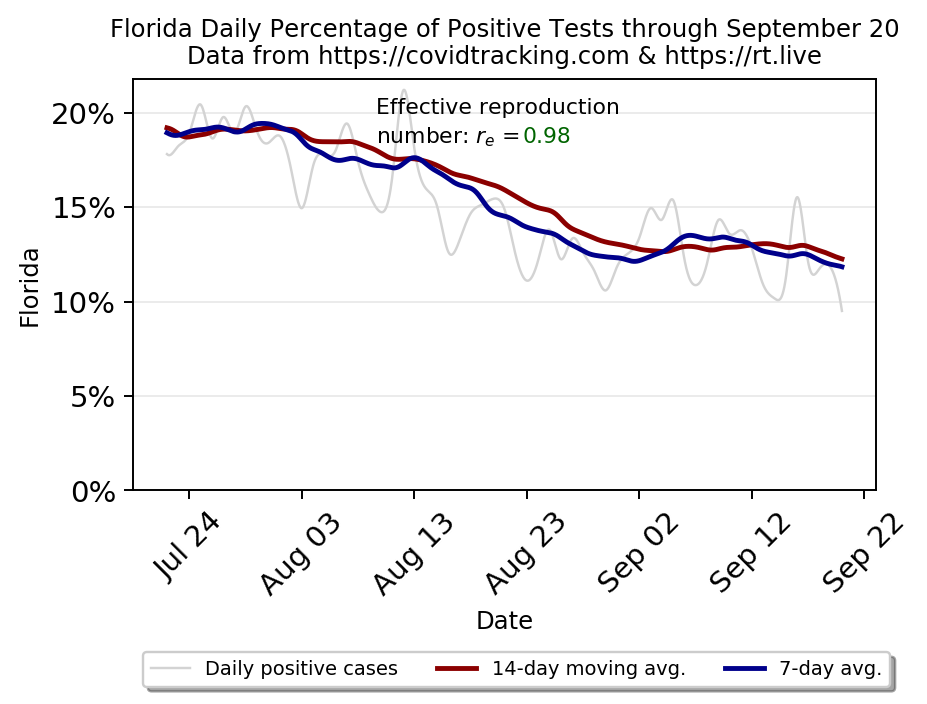 Florida Daily Percentage of Positive Tests through September 20
Data from https://covidtracking.com & https://rt.live
Effective reproduction
number: rₑ = 0.98
20%
15%
10%
5%
0%
Florida
Jul 24
Aug 03
Aug 13
Aug 23
Sep 02
Sep 12
Sep 22
Date
Daily positive cases
14-day moving avg.
7-day avg.